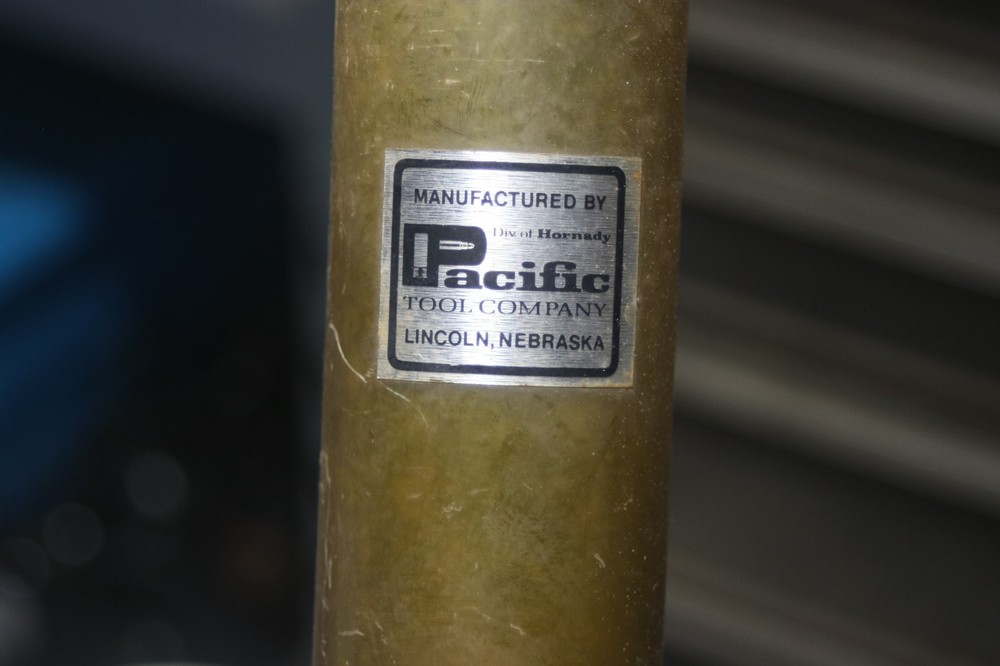 MANUFACTURED BY
Div. of Hornady
Pacific
TOOL COMPANY
LINCOLN, NEBRASKA